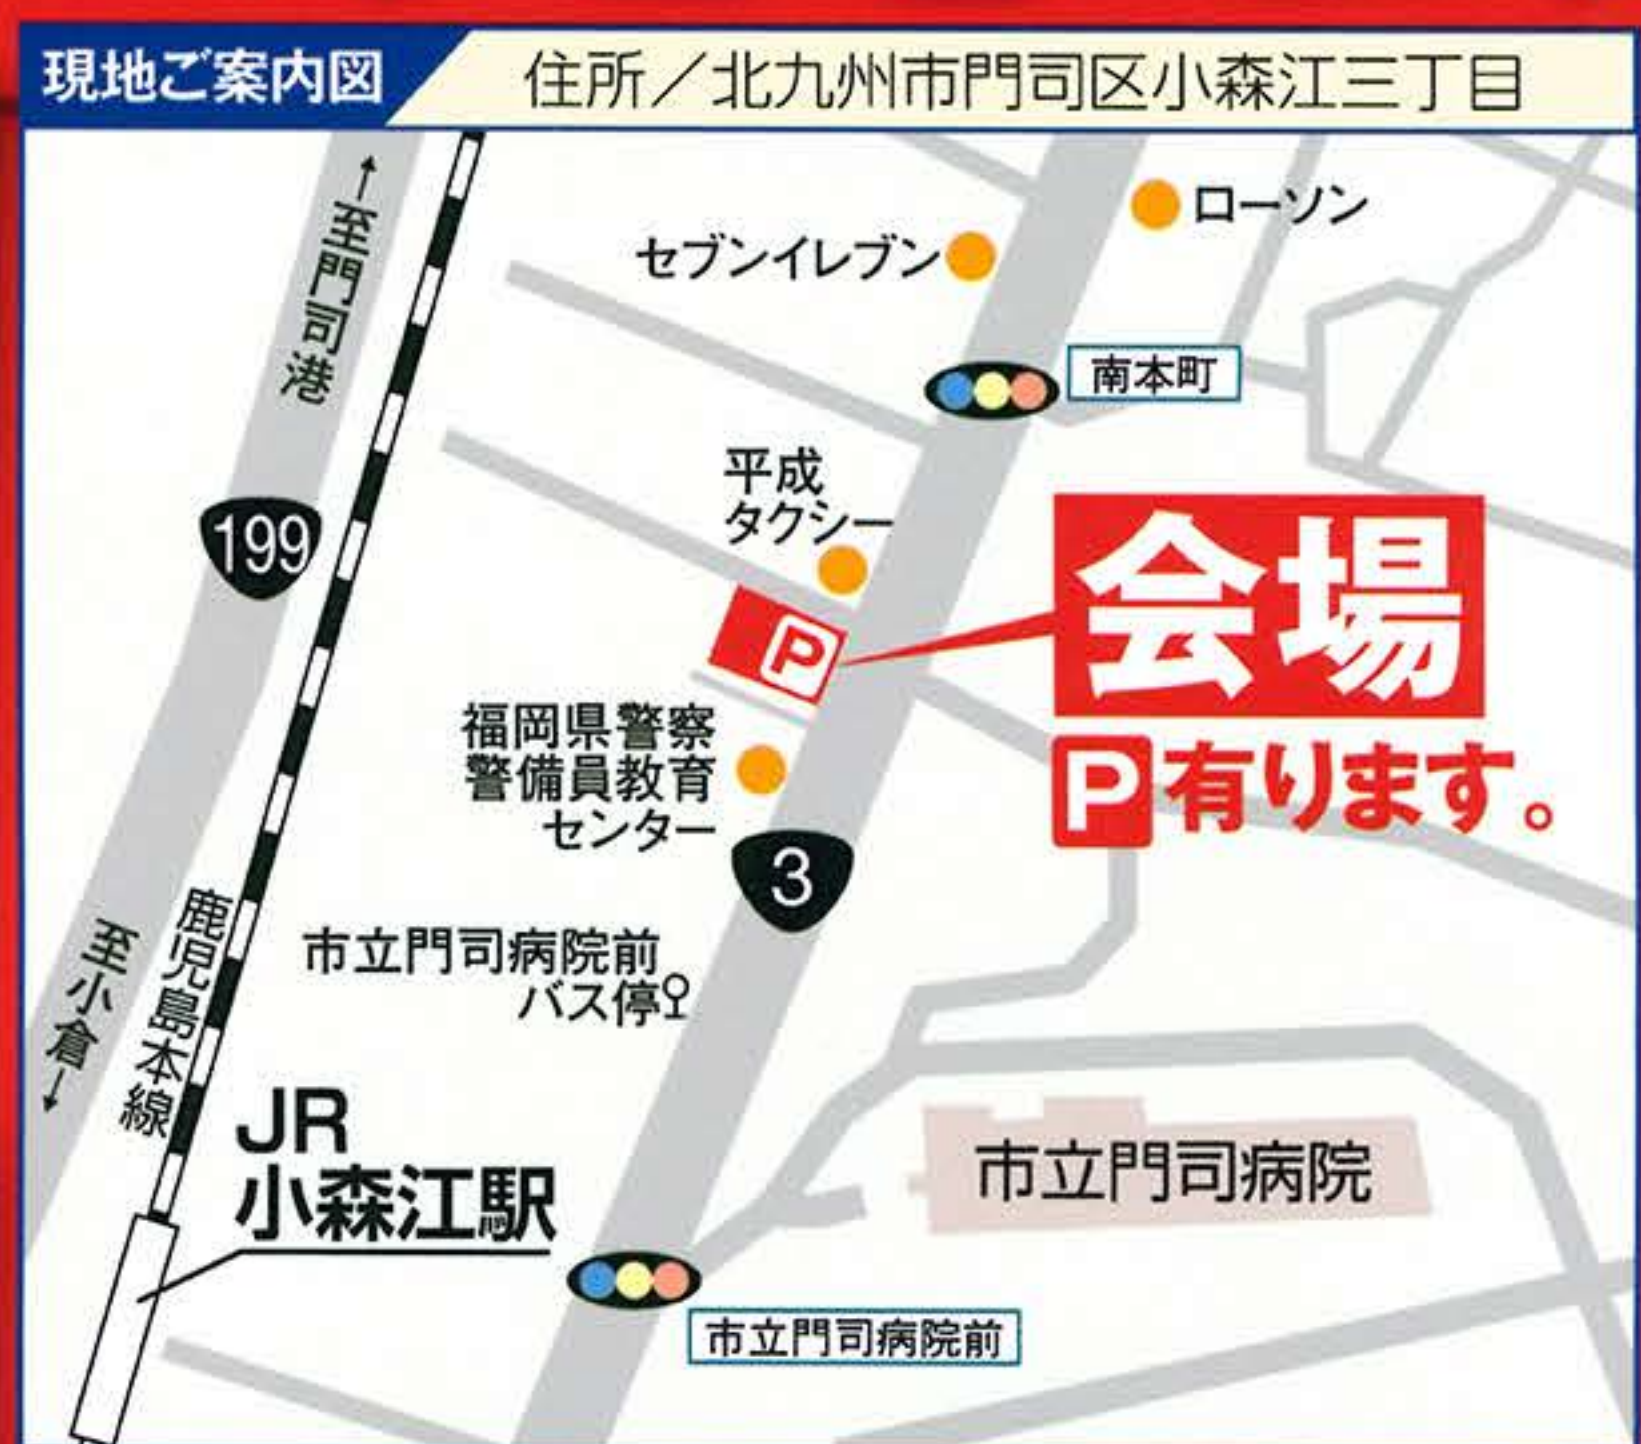 現地ご案内図
住所／北九州市門司区小森江三丁目
←至門司港
ローソン
セブンイレブン
南本町
平成
タクシー
199
会場
P
P有ります。
福岡県警察
警備員教育
センター
3
市立門司病院前
バス停
至小倉→
鹿児島本線
JR
小森江駅
市立門司病院
市立門司病院前